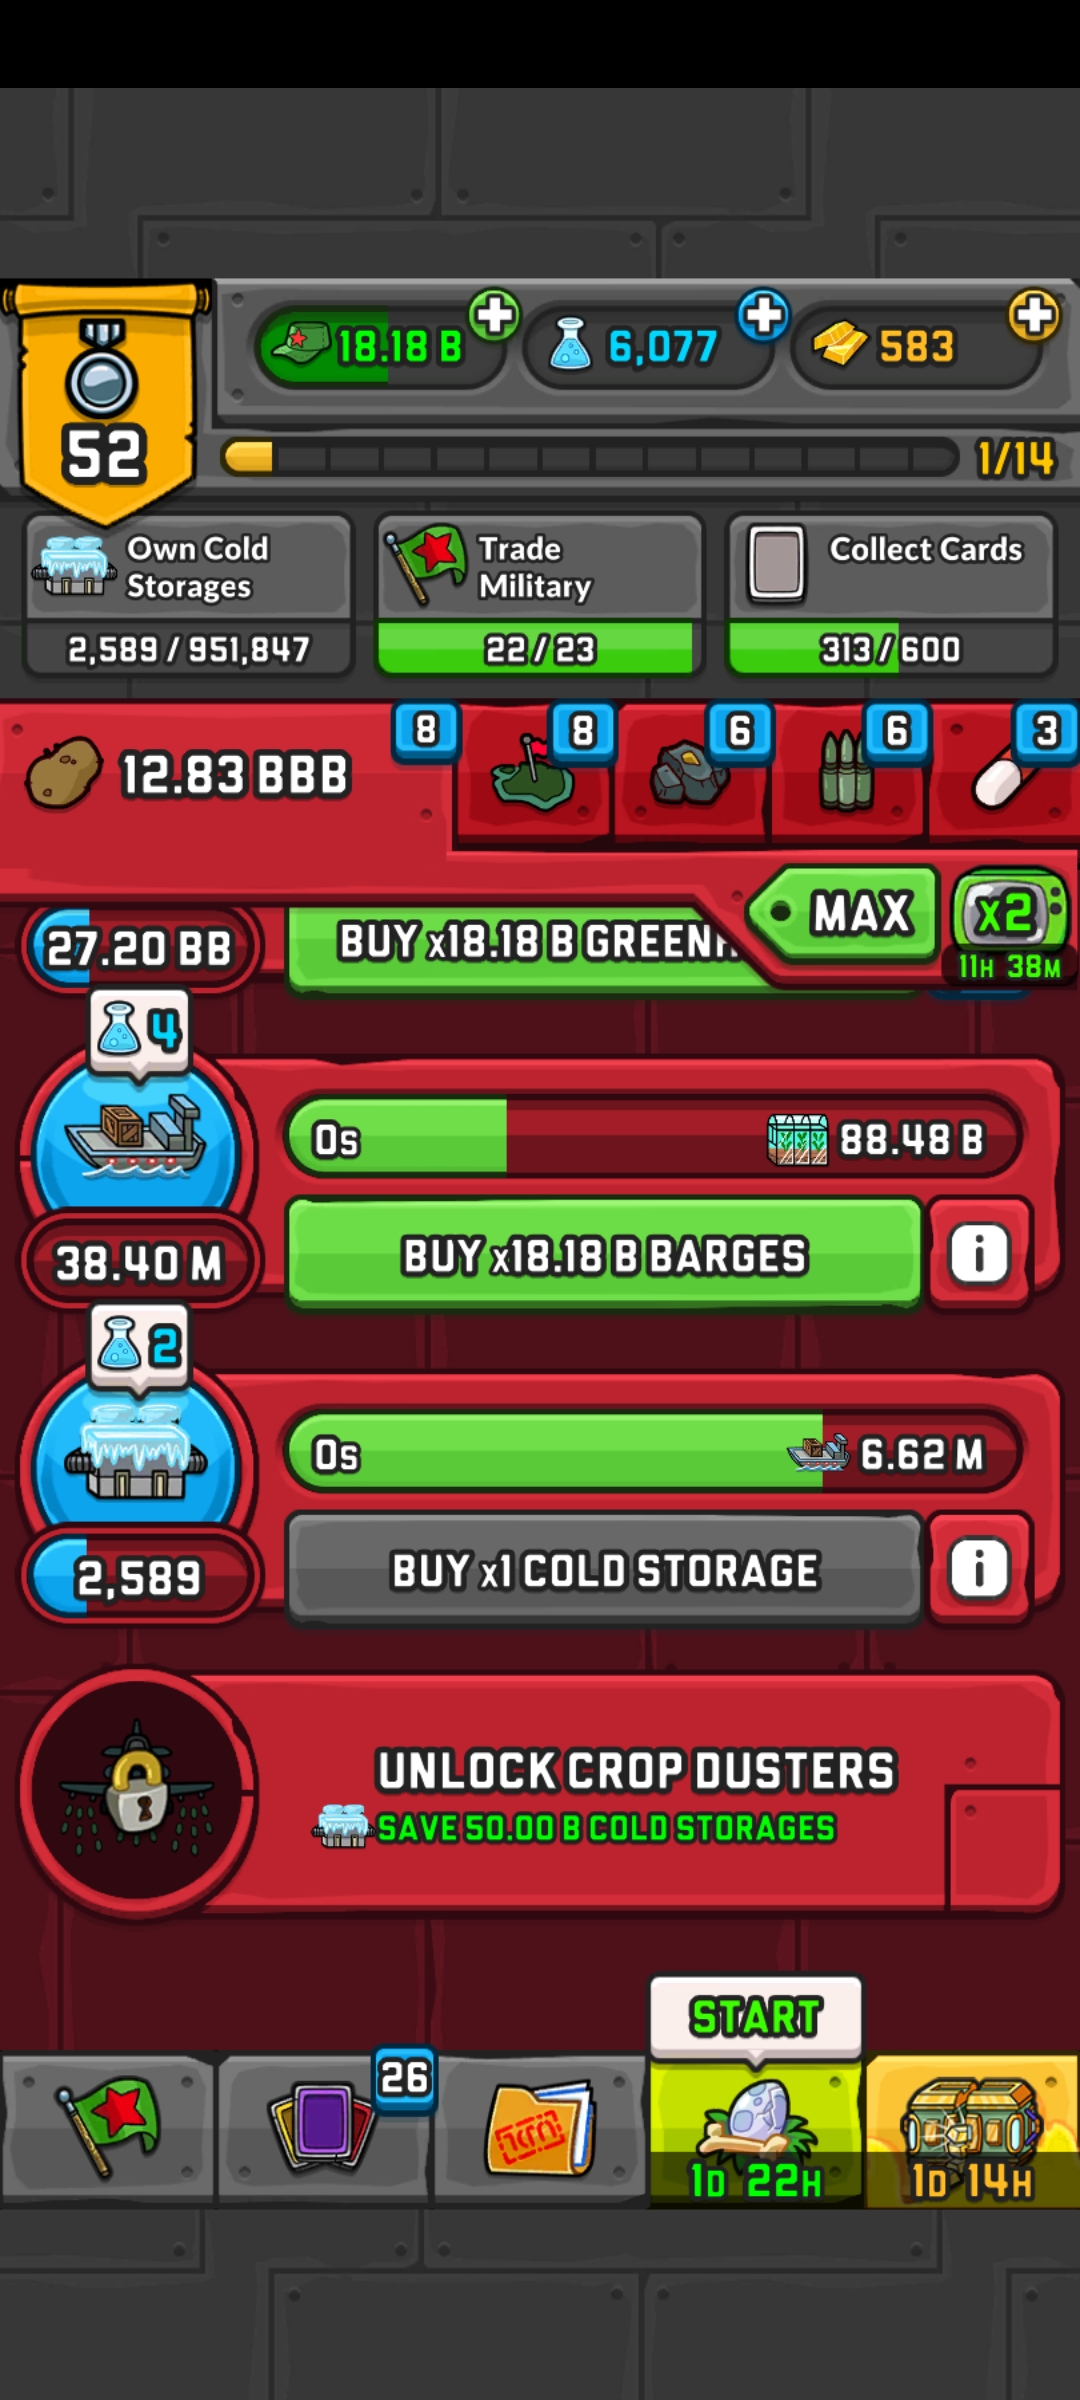 18.18 B
6,077
583
52
1/14
Own Cold
Storages
2,589 / 951,847
Trade
Military
22 / 23
Collect Cards
313 / 600
12.83 BBB
8
8
6
6
3
MAX
x2
11H 38M
27.20 BB
BUY x18.18 B GREENH
4
0s
88.48 B
38.40 M
BUY x18.18 B BARGES
i
2
0s
6.62 M
2,589
BUY x1 COLD STORAGE
i
UNLOCK CROP DUSTERS
SAVE 50.00 B COLD STORAGES
START
26
1D 22H
1D 14H